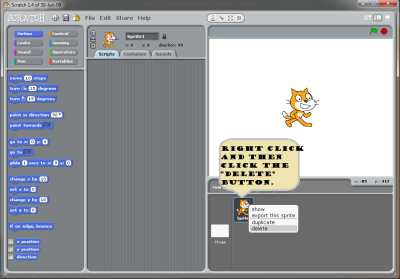 Scratch 1.4 of 30-Jun-09
SCRATCH
File Edit Share Help
Motion
Control
Looks
Sensing
Sound
Operators
Pen
Variables
Sprite1
x: 0 y: 0 direction: 90
Scripts
Costumes
Sounds
move 10 steps
turn 15 degrees
turn 15 degrees
point in direction 90
point towards
go to x: 0 y: 0
go to
glide 1 secs to x: 0 y: 0
change x by 10
set x to 0
change y by 10
set y to 0
if on edge, bounce
x position
y position
direction
RIGHT CLICK
AND THEN
CLICK THE
"DELETE"
BUTTON.
New
Stage
show
export this sprite
duplicate
delete